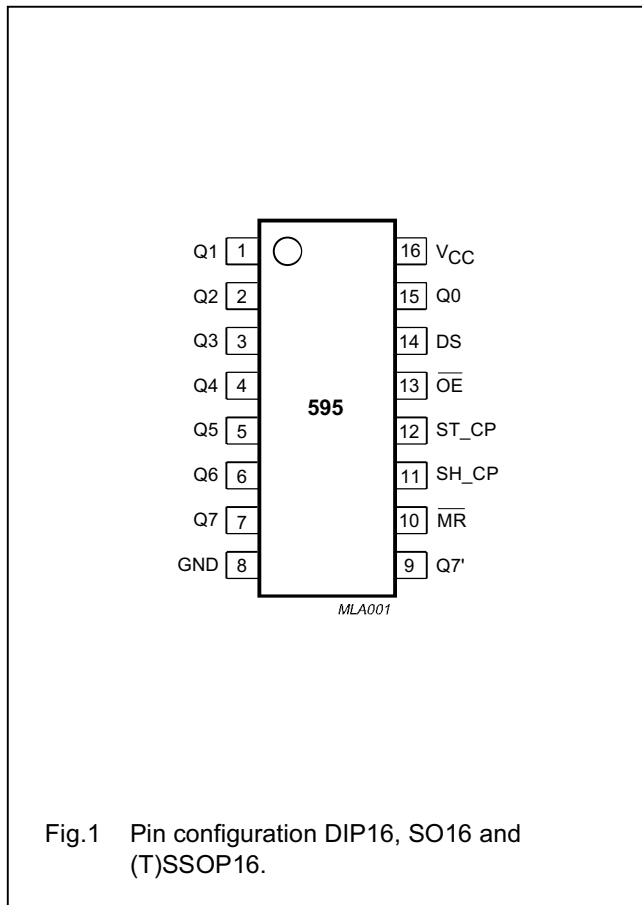 Q1 1 16 VCC
Q2 2 15 Q0
Q3 3 14 DS
Q4 4 13 O̅E̅
595
Q5 5 12 ST_CP
Q6 6 11 SH_CP
Q7 7 10 M̅R̅
GND 8 9 Q7'
MLA001
Fig.1 Pin configuration DIP16, SO16 and
(T)SSOP16.